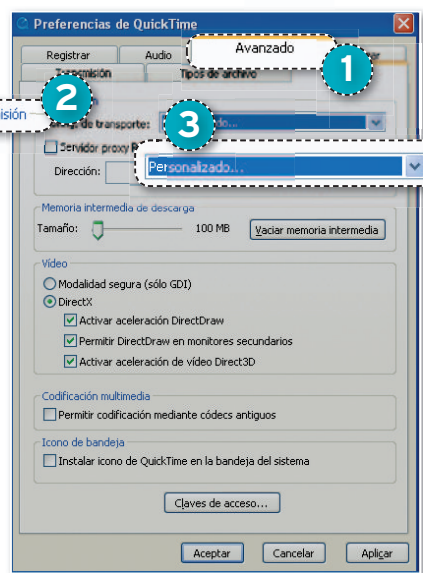 Preferencias de QuickTime
Registrar Audio Avanzado
Transmisión Tipos de archivo
1
2
isión
3
de transporte:
Servidor proxy
Personalizado...
Dirección:
Memoria intermedia de descarga
Tamaño: 100 MB Vaciar memoria intermedia
Vídeo
Modalidad segura (sólo GDI)
DirectX
Activar aceleración DirectDraw
Permitir DirectDraw en monitores secundarios
Activar aceleración de vídeo Direct3D
Codificación multimedia
Permitir codificación mediante códecs antiguos
Icono de bandeja
Instalar icono de QuickTime en la bandeja del sistema
Claves de acceso...
Aceptar Cancelar Aplicar